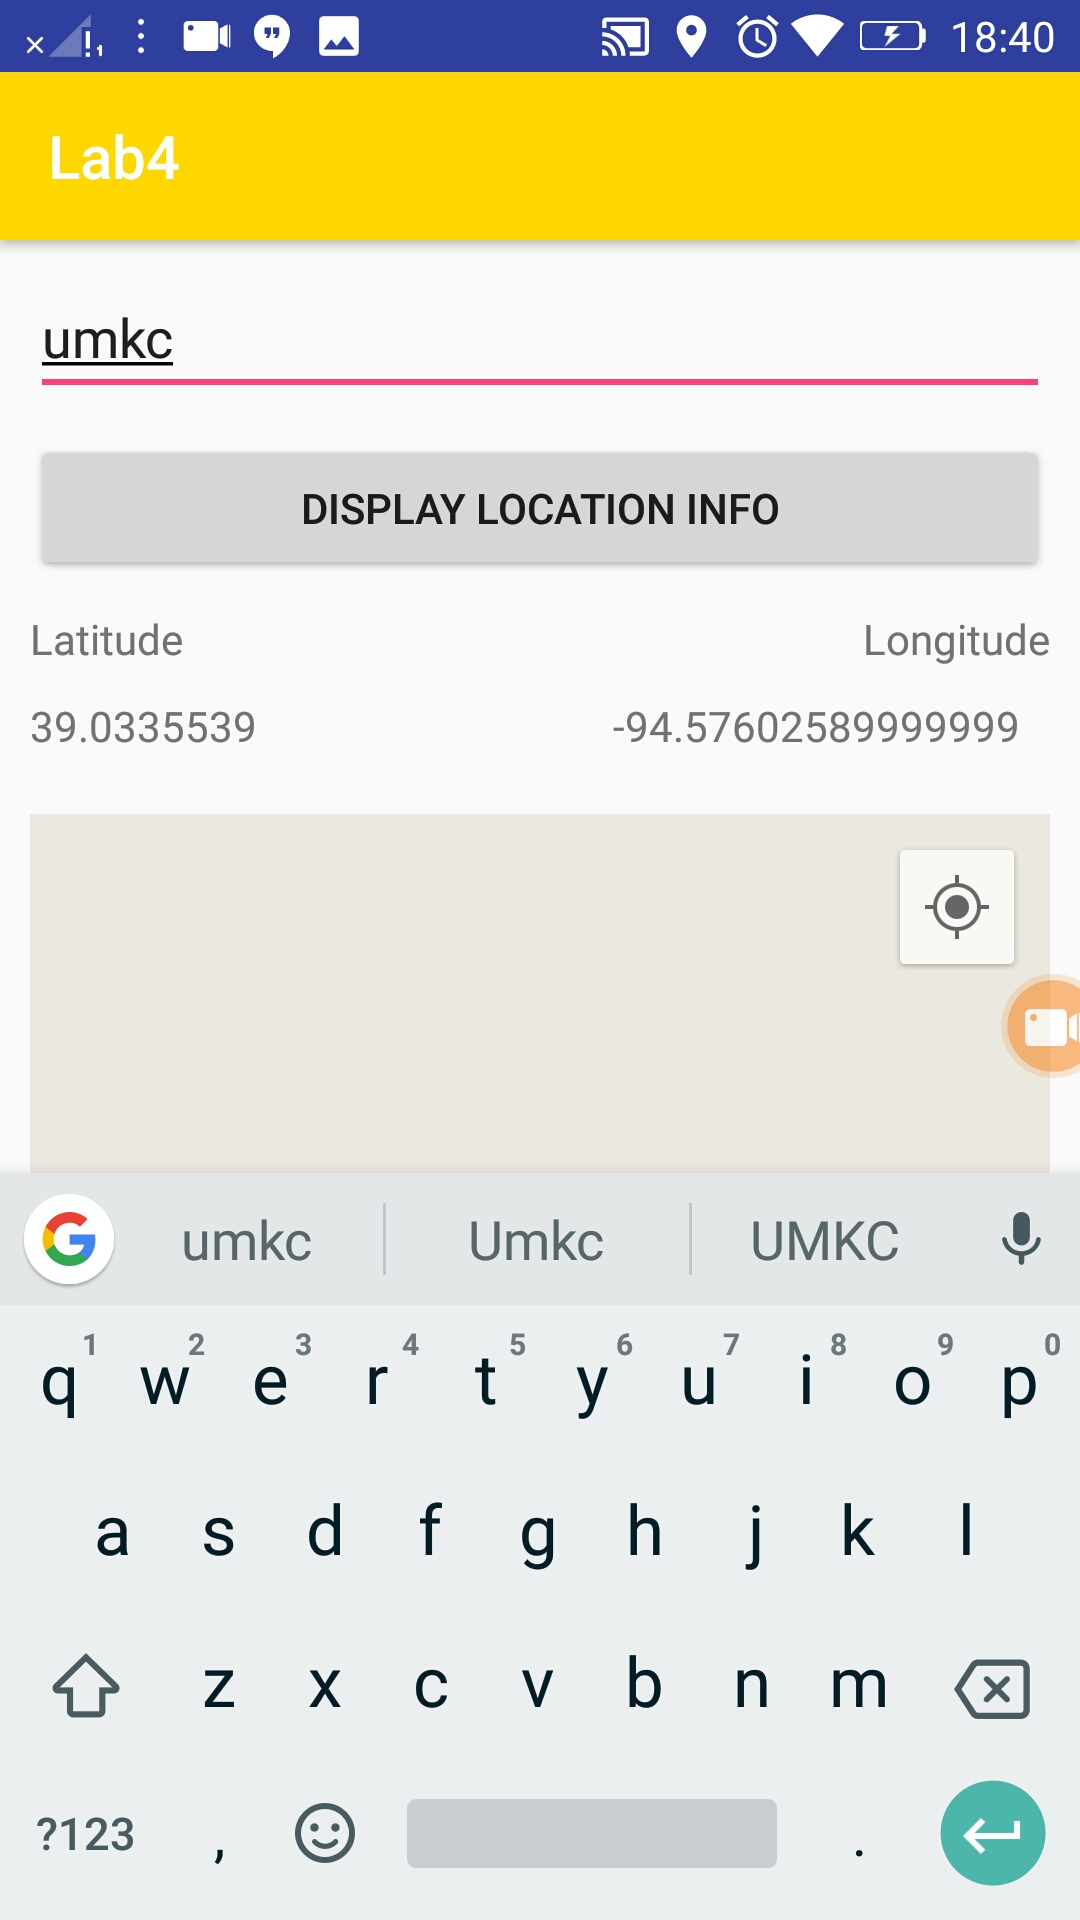 18:40
Lab4
umkc
DISPLAY LOCATION INFO
Latitude Longitude
39.0335539 -94.57602589999999
umkc Umkc UMKC
1 2 3 4 5 6 7 8 9 0
q w e r t y u i o p
a s d f g h j k l
z x c v b n m
?123 , .